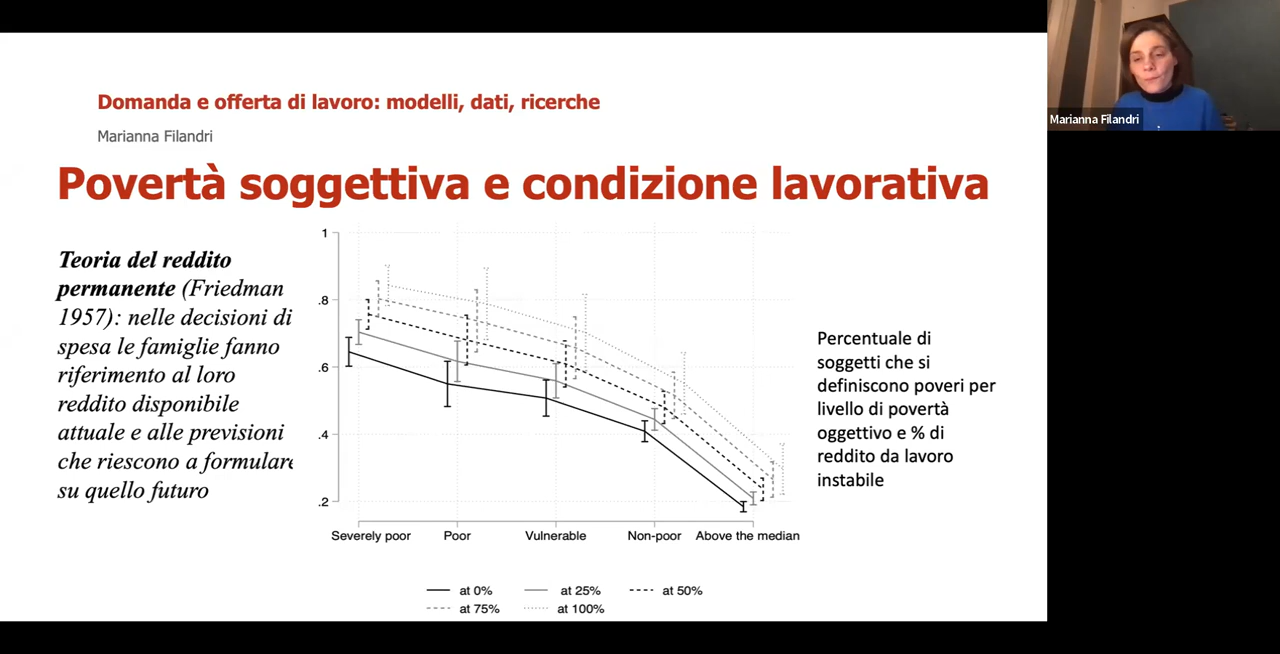 Domanda e offerta di lavoro: modelli, dati, ricerche
Marianna Filandri
Povertà soggettiva e condizione lavorativa
Teoria del reddito
permanente (Friedman
1957): nelle decisioni di
spesa le famiglie fanno
riferimento al loro
reddito disponibile
attuale e alle previsioni
che riescono a formulare
su quello futuro
1
.8
.6
.4
.2
Severely poor Poor Vulnerable Non-poor Above the median
at 0% at 25% at 50%
at 75% at 100%
Percentuale di
soggetti che si
definiscono poveri per
livello di povertà
oggettivo e % di
reddito da lavoro
instabile
Marianna Filandri